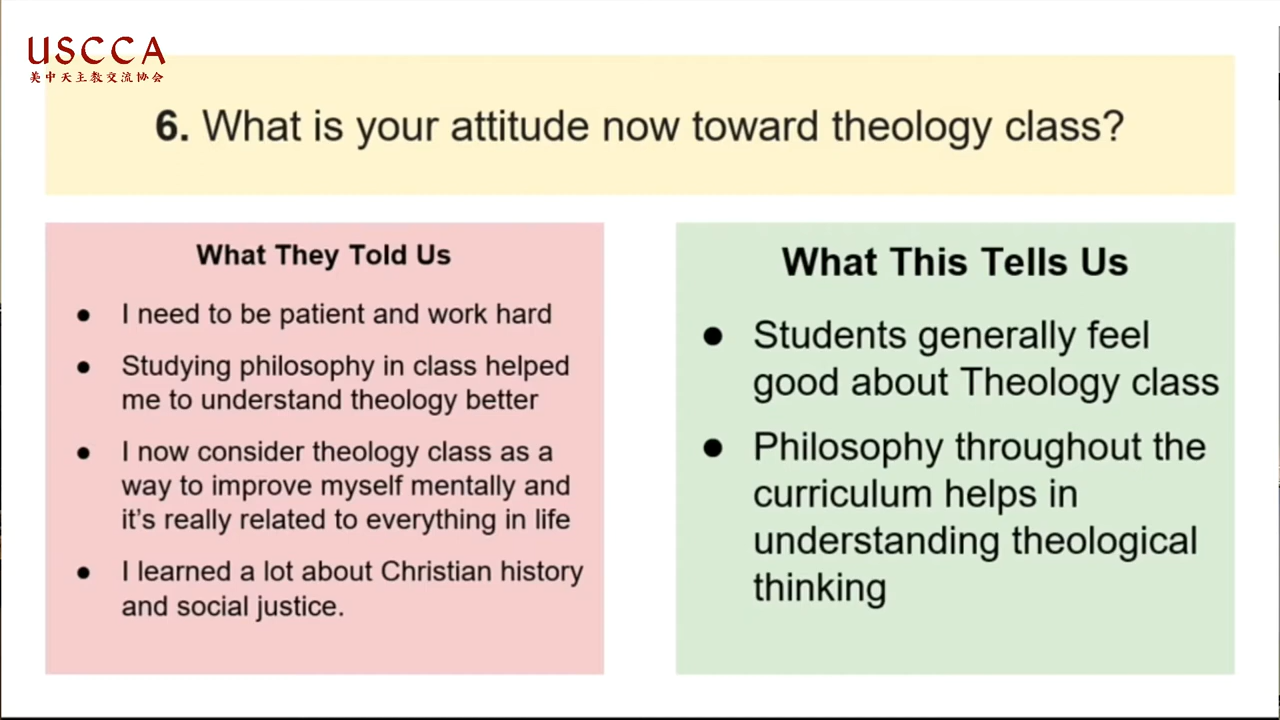 USCCA
美中天主教交流协会
6. What is your attitude now toward theology class?
What They Told Us
● I need to be patient and work hard
● Studying philosophy in class helped
me to understand theology better
● I now consider theology class as a
way to improve myself mentally and
it's really related to everything in life
● I learned a lot about Christian history
and social justice.
What This Tells Us
● Students generally feel
good about Theology class
● Philosophy throughout the
curriculum helps in
understanding theological
thinking